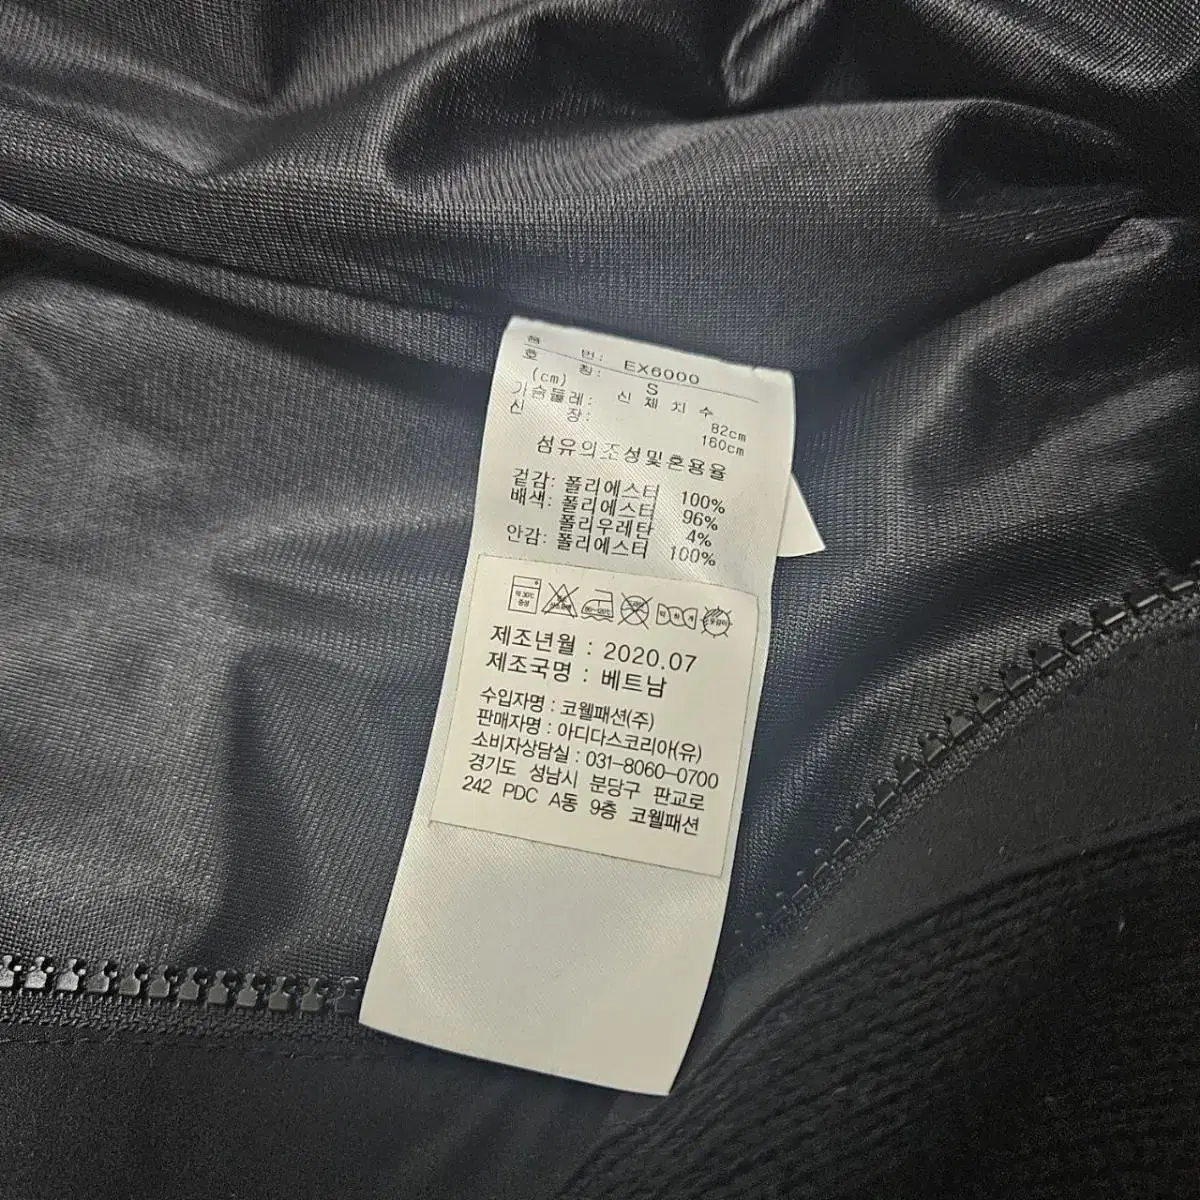 품 번: EX6000
호 칭: S
(cm) 신 체 치 수
가슴둘레: 82cm
신 장: 160cm
섬유의조성및혼용율
겉감: 폴리에스터 100%
배색: 폴리에스터 96%
폴리우레탄 4%
안감: 폴리에스터 100%
제조년월 : 2020.07
제조국명 : 베트남
수입자명 : 코웰패션(주)
판매자명 : 아디다스코리아(유)
소비자상담실 : 031-8060-0700
경기도 성남시 분당구 판교로
242 PDC A동 9층 코웰패션